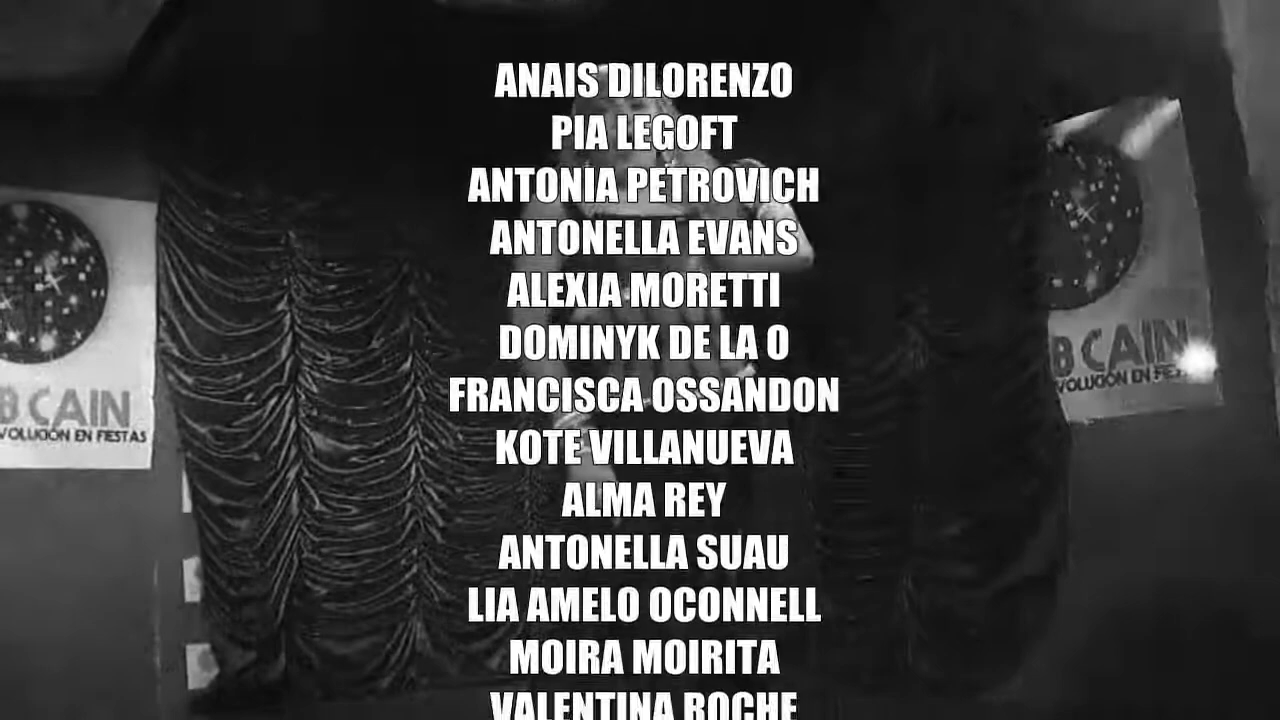 ANAIS DILORENZO
PIA LEGOFT
ANTONIA PETROVICH
ANTONELLA EVANS
ALEXIA MORETTI
DOMINYK DE LA O
FRANCISCA OSSANDON
KOTE VILLANUEVA
ALMA REY
ANTONELLA SUAU
LIA AMELO OCONNELL
MOIRA MOIRITA
VALENTINA ROCHE
B CAIN
VOLUCION EN FIESTAS
B CAIN
VOLUCION EN